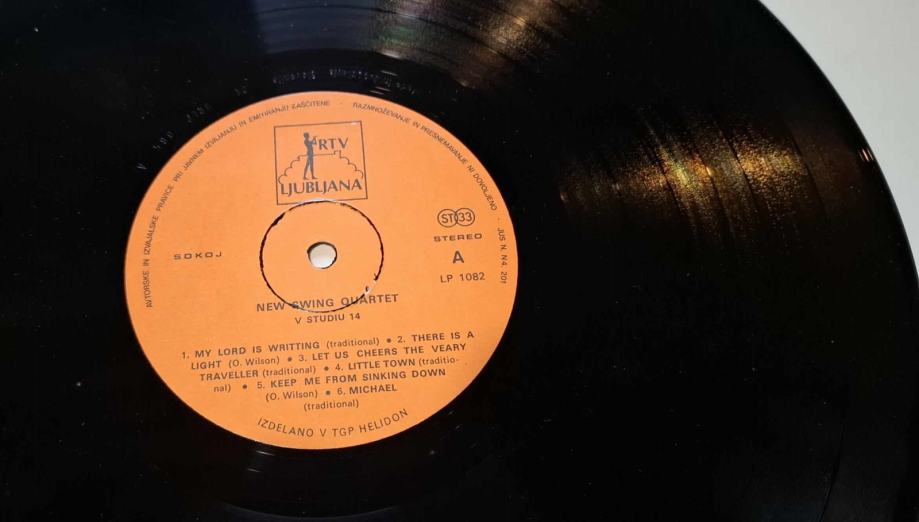 AVTORSKE IN IZVAJALSKE PRAVICE PRI JAVNEM IZVAJANJU IN EMITIRANJU ZAŠČITENE
RAZMNOŽEVANJE IN PRESNEMAVANJE NI DOVOLJENO
JUS N. N4. 201
RTV
LJUBLJANA
SOKOJ
ST 33
STEREO
A
LP 1082
NEW SWING QUARTET
V STUDIU 14
1. MY LORD IS WRITTING (traditional) ● 2. THERE IS A
LIGHT (O. Wilson) ● 3. LET US CHEERS THE VEARY
TRAVELLER (traditional) ● 4. LITTLE TOWN (traditio-
nal) ● 5. KEEP ME FROM SINKING DOWN
(O. Wilson) ● 6. MICHAEL
(traditional)
IZDELANO V TGP HELIDON